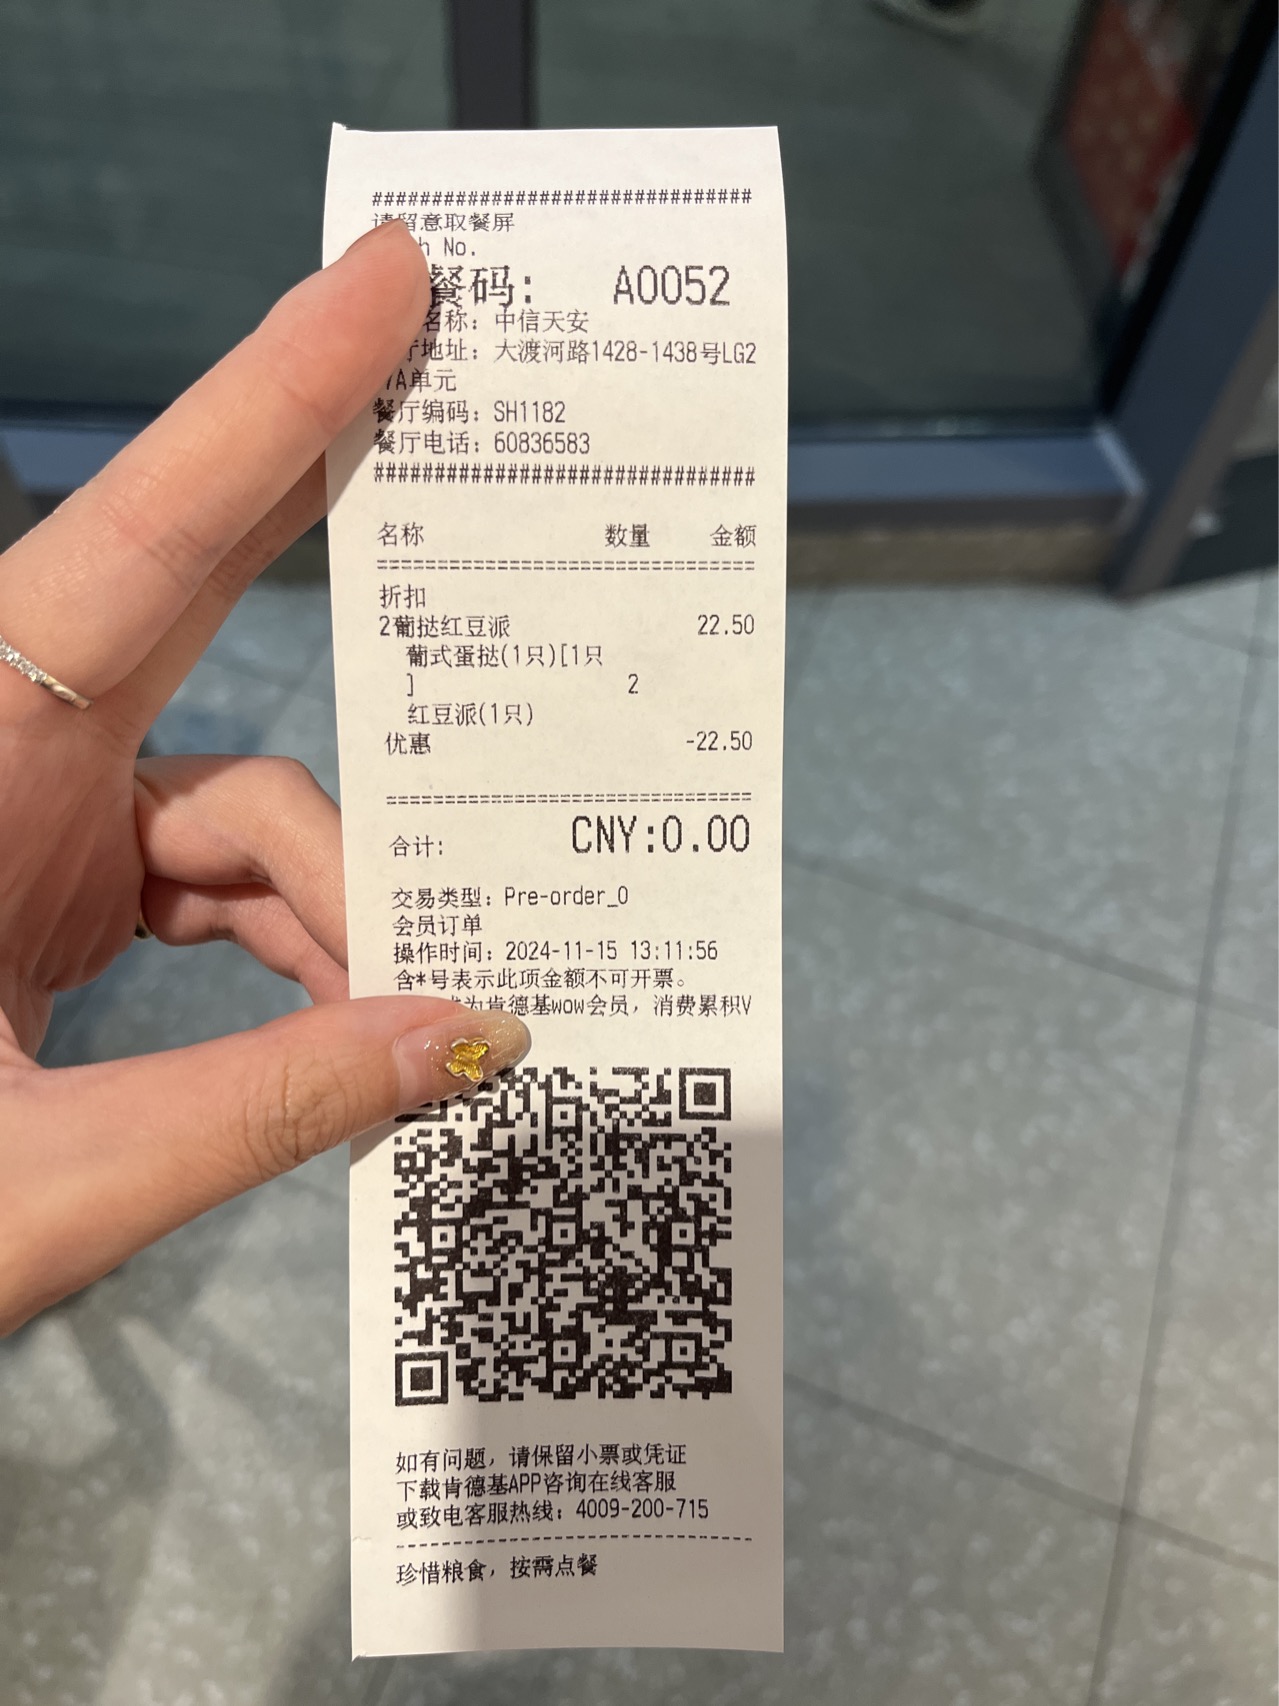 ###############################
请留意取餐屏
No.
餐码： A0052
名称：中信天安
地址：大渡河路1428-1438号LG2
7A单元
餐厅编码：SH1182
餐厅电话：60836583
###############################
名称 数量 金额
===============================
折扣
2葡挞红豆派 22.50
葡式蛋挞(1只)[1只
] 2
红豆派(1只)
优惠 -22.50
===============================
合计： CNY:0.00
交易类型：Pre-order_0
会员订单
操作时间：2024-11-15 13:11:56
含*号表示此项金额不可开票。
为肯德基wow会员，消费累积V
如有问题，请保留小票或凭证
下载肯德基APP咨询在线客服
或致电客服热线：4009-200-715
-------------------------------
珍惜粮食，按需点餐